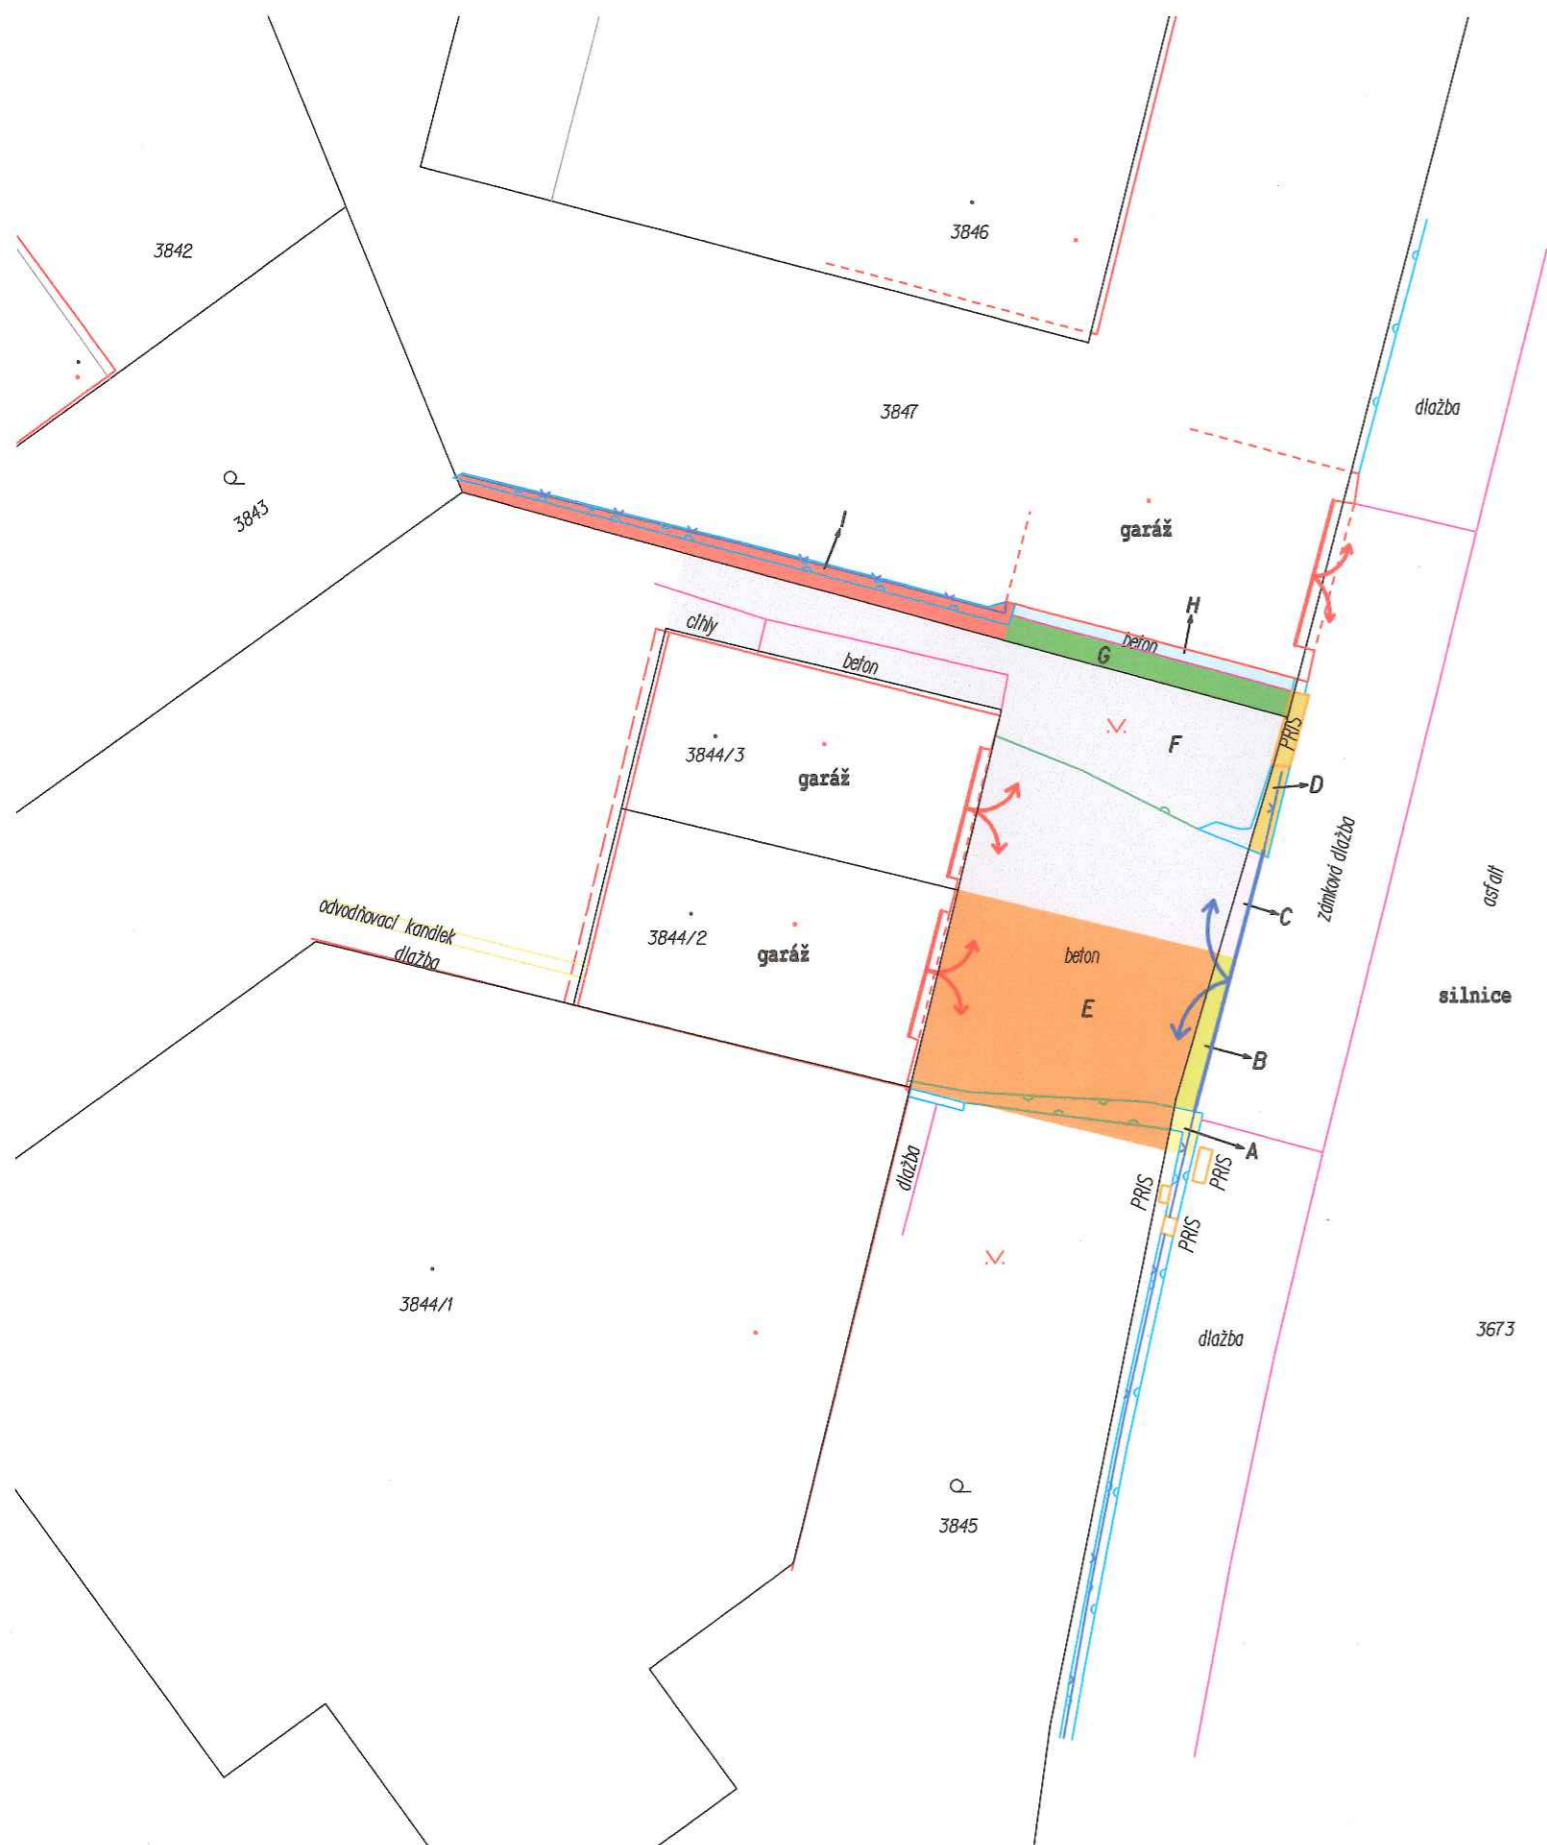 3846
3842
3847
dlažba
3843
garáž
I
H
beton
G
cihly
beton
F
PRIS
3844/3
garáž
D
zámková dlažba
asfalt
C
odvodňovací kandlek
3844/2
garáž
dlažba
beton
E
silnice
B
A
dlažba
PRIS
PRIS
PRIS
3844/1
dlažba
3673
3845